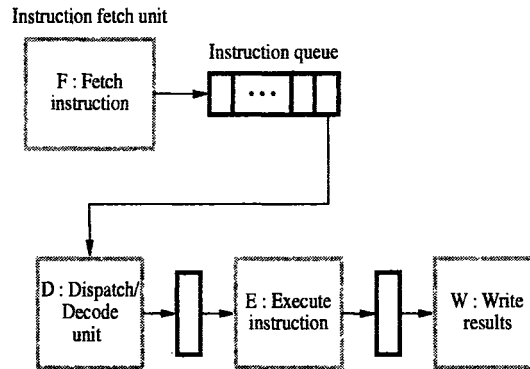 Instruction fetch unit
Instruction queue
F : Fetch
instruction
...
D : Dispatch/
Decode
unit
E : Execute
instruction
W : Write
results